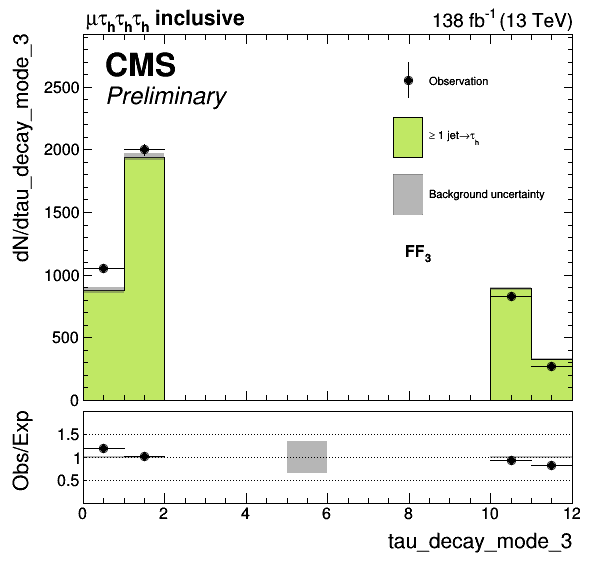 μτhτhτh inclusive 138 fb-1 (13 TeV)
CMS
Preliminary
Observation
≥ 1 jet→τh
Background uncertainty
FF3
dN/dtau_decay_mode_3
2500
2000
1500
1000
500
0
Obs/Exp
1.5
1
0.5
0 2 4 6 8 10 12
tau_decay_mode_3